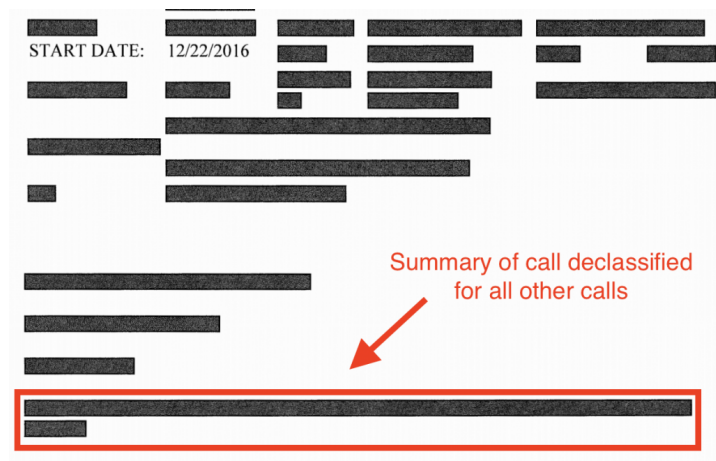 START DATE: 12/22/2016
Summary of call declassified
for all other calls